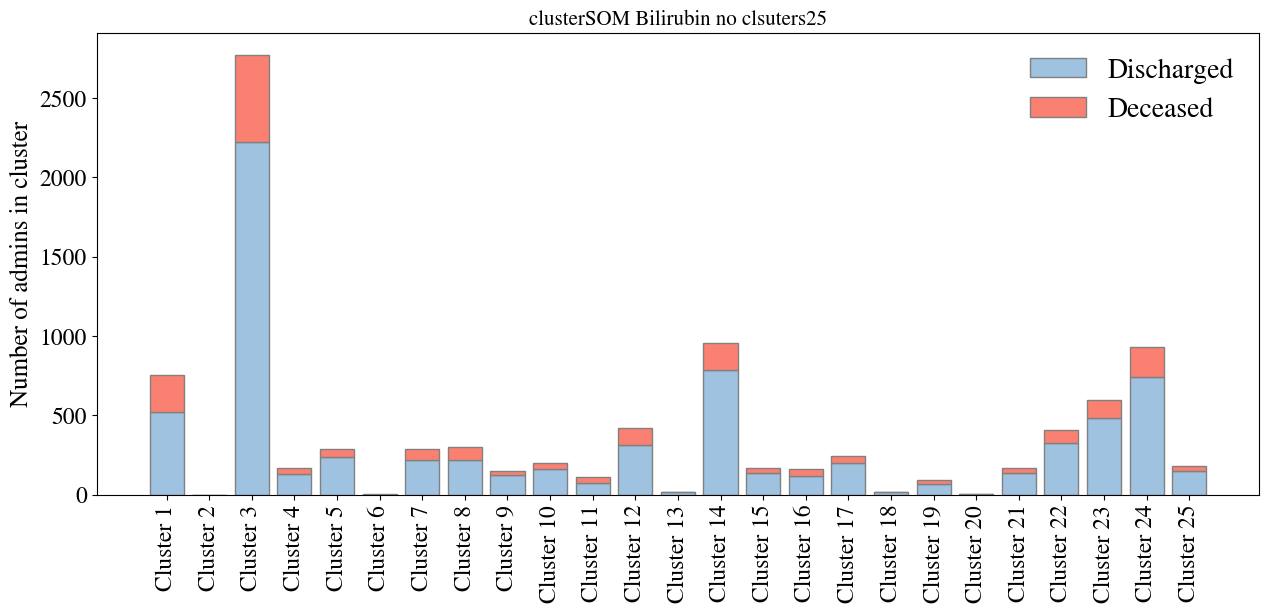 clusterSOM Bilirubin no clsuters25
Number of admins in cluster
2500
2000
1500
1000
500
0
Discharged
Deceased
Cluster 1
Cluster 2
Cluster 3
Cluster 4
Cluster 5
Cluster 6
Cluster 7
Cluster 8
Cluster 9
Cluster 10
Cluster 11
Cluster 12
Cluster 13
Cluster 14
Cluster 15
Cluster 16
Cluster 17
Cluster 18
Cluster 19
Cluster 20
Cluster 21
Cluster 22
Cluster 23
Cluster 24
Cluster 25